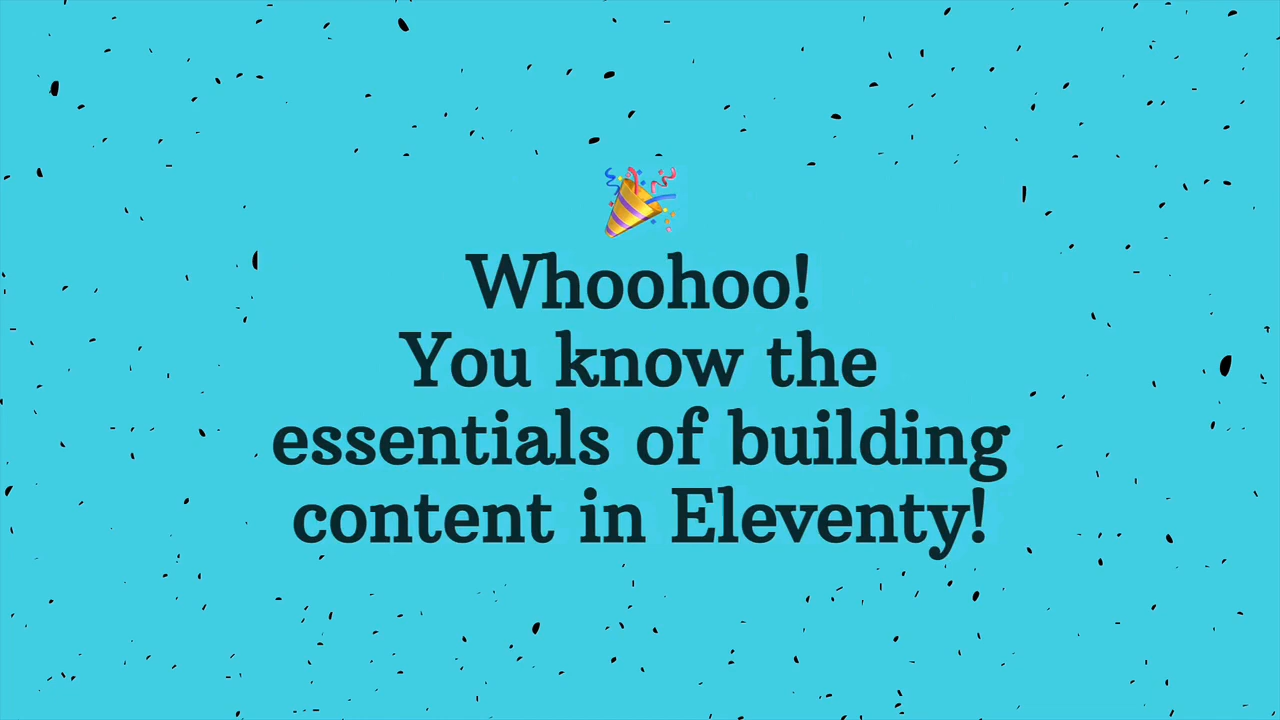 Whoohoo!
You know the
essentials of building
content in Eleventy!